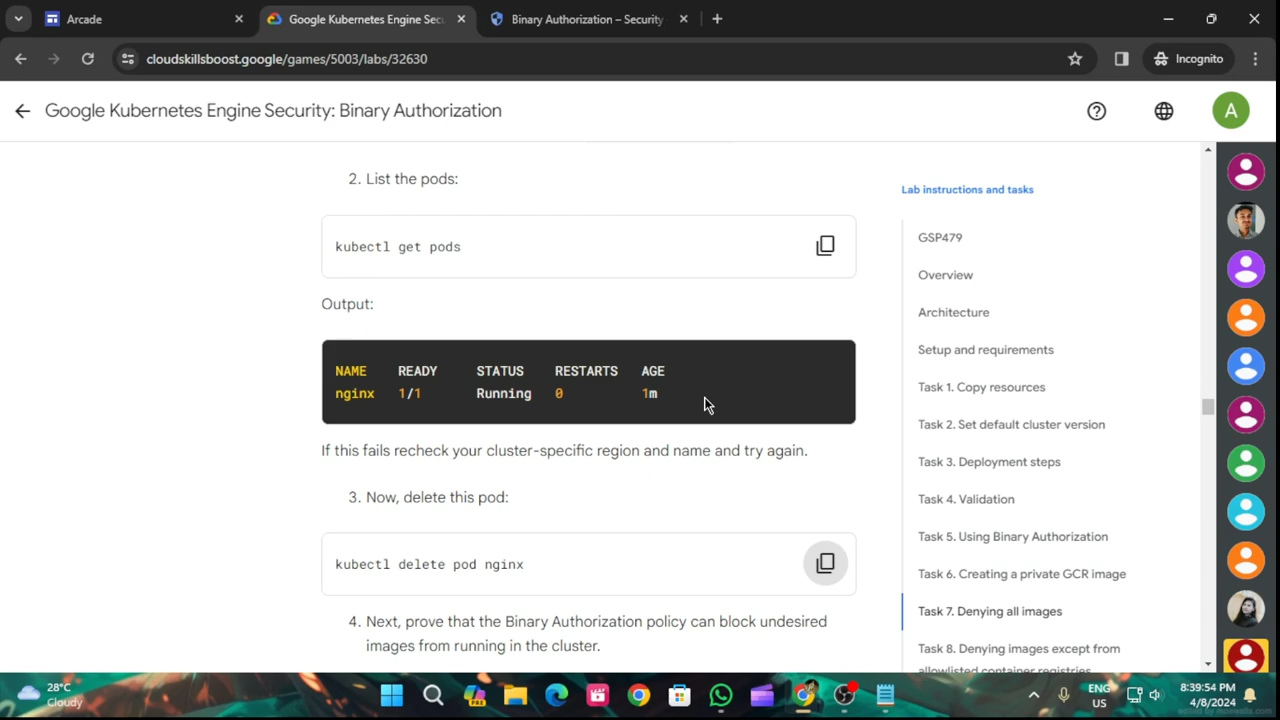 Arcade
Google Kubernetes Engine Sec
Binary Authorization – Security
cloudskillsboost.google/games/5003/labs/32630
Incognito
Google Kubernetes Engine Security: Binary Authorization
A
2. List the pods:
kubectl get pods
Output:
NAME READY STATUS RESTARTS AGE
nginx 1/1 Running 0 1m
If this fails recheck your cluster-specific region and name and try again.
3. Now, delete this pod:
kubectl delete pod nginx
4. Next, prove that the Binary Authorization policy can block undesired
images from running in the cluster.
Lab instructions and tasks
GSP479
Overview
Architecture
Setup and requirements
Task 1. Copy resources
Task 2. Set default cluster version
Task 3. Deployment steps
Task 4. Validation
Task 5. Using Binary Authorization
Task 6. Creating a private GCR image
Task 7. Denying all images
Task 8. Denying images except from
allowlisted container registries
28°C
Cloudy
PRE
ENG
US
8:39:54 PM
4/8/2024